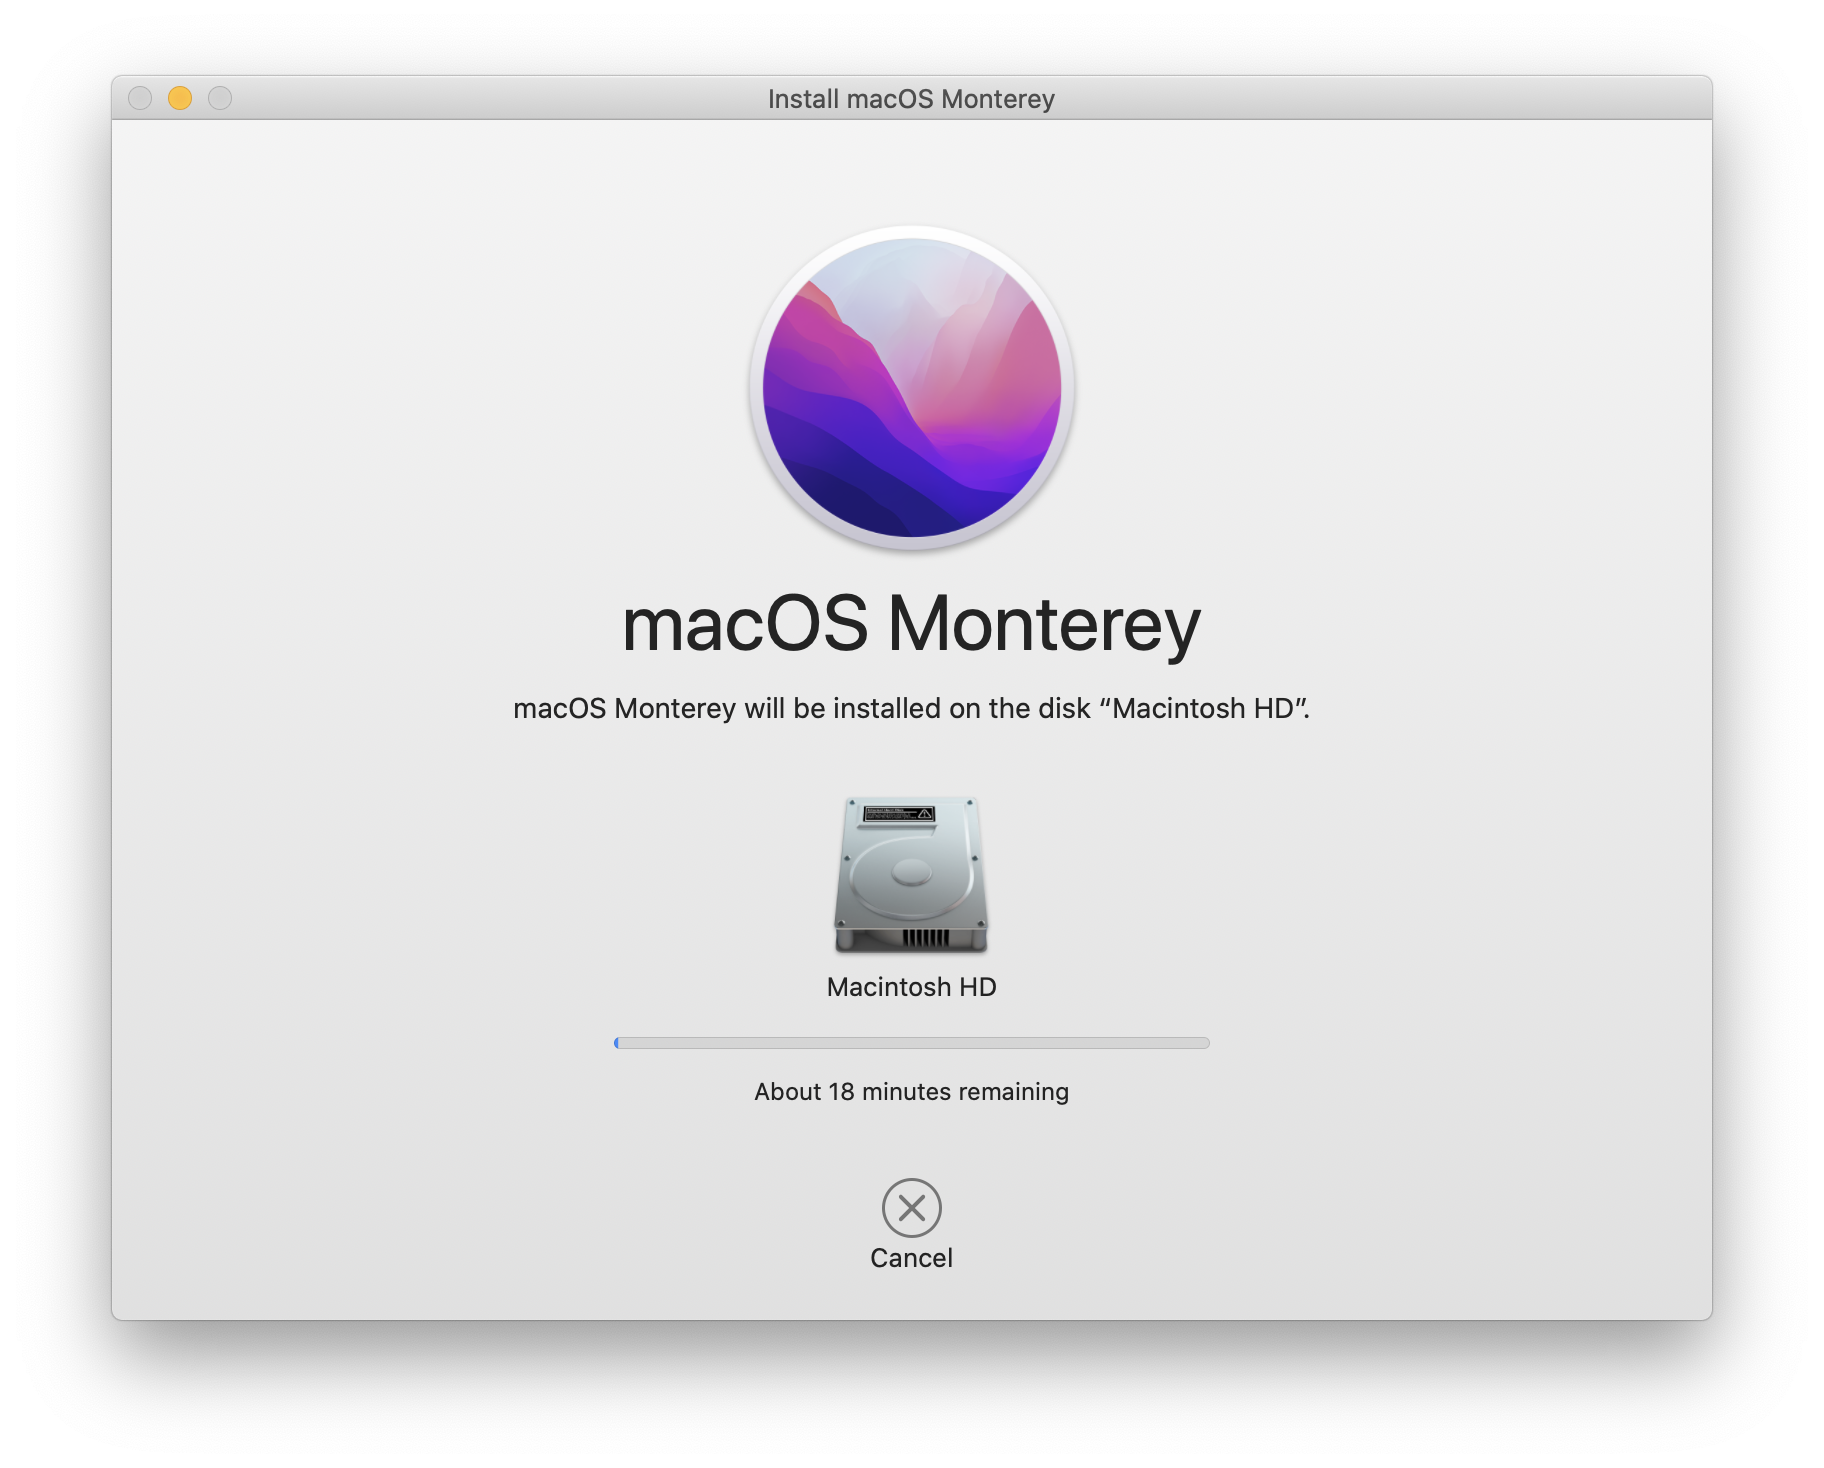 Install macOS Monterey
macOS Monterey
macOS Monterey will be installed on the disk “Macintosh HD”.
Macintosh HD
About 18 minutes remaining
Cancel